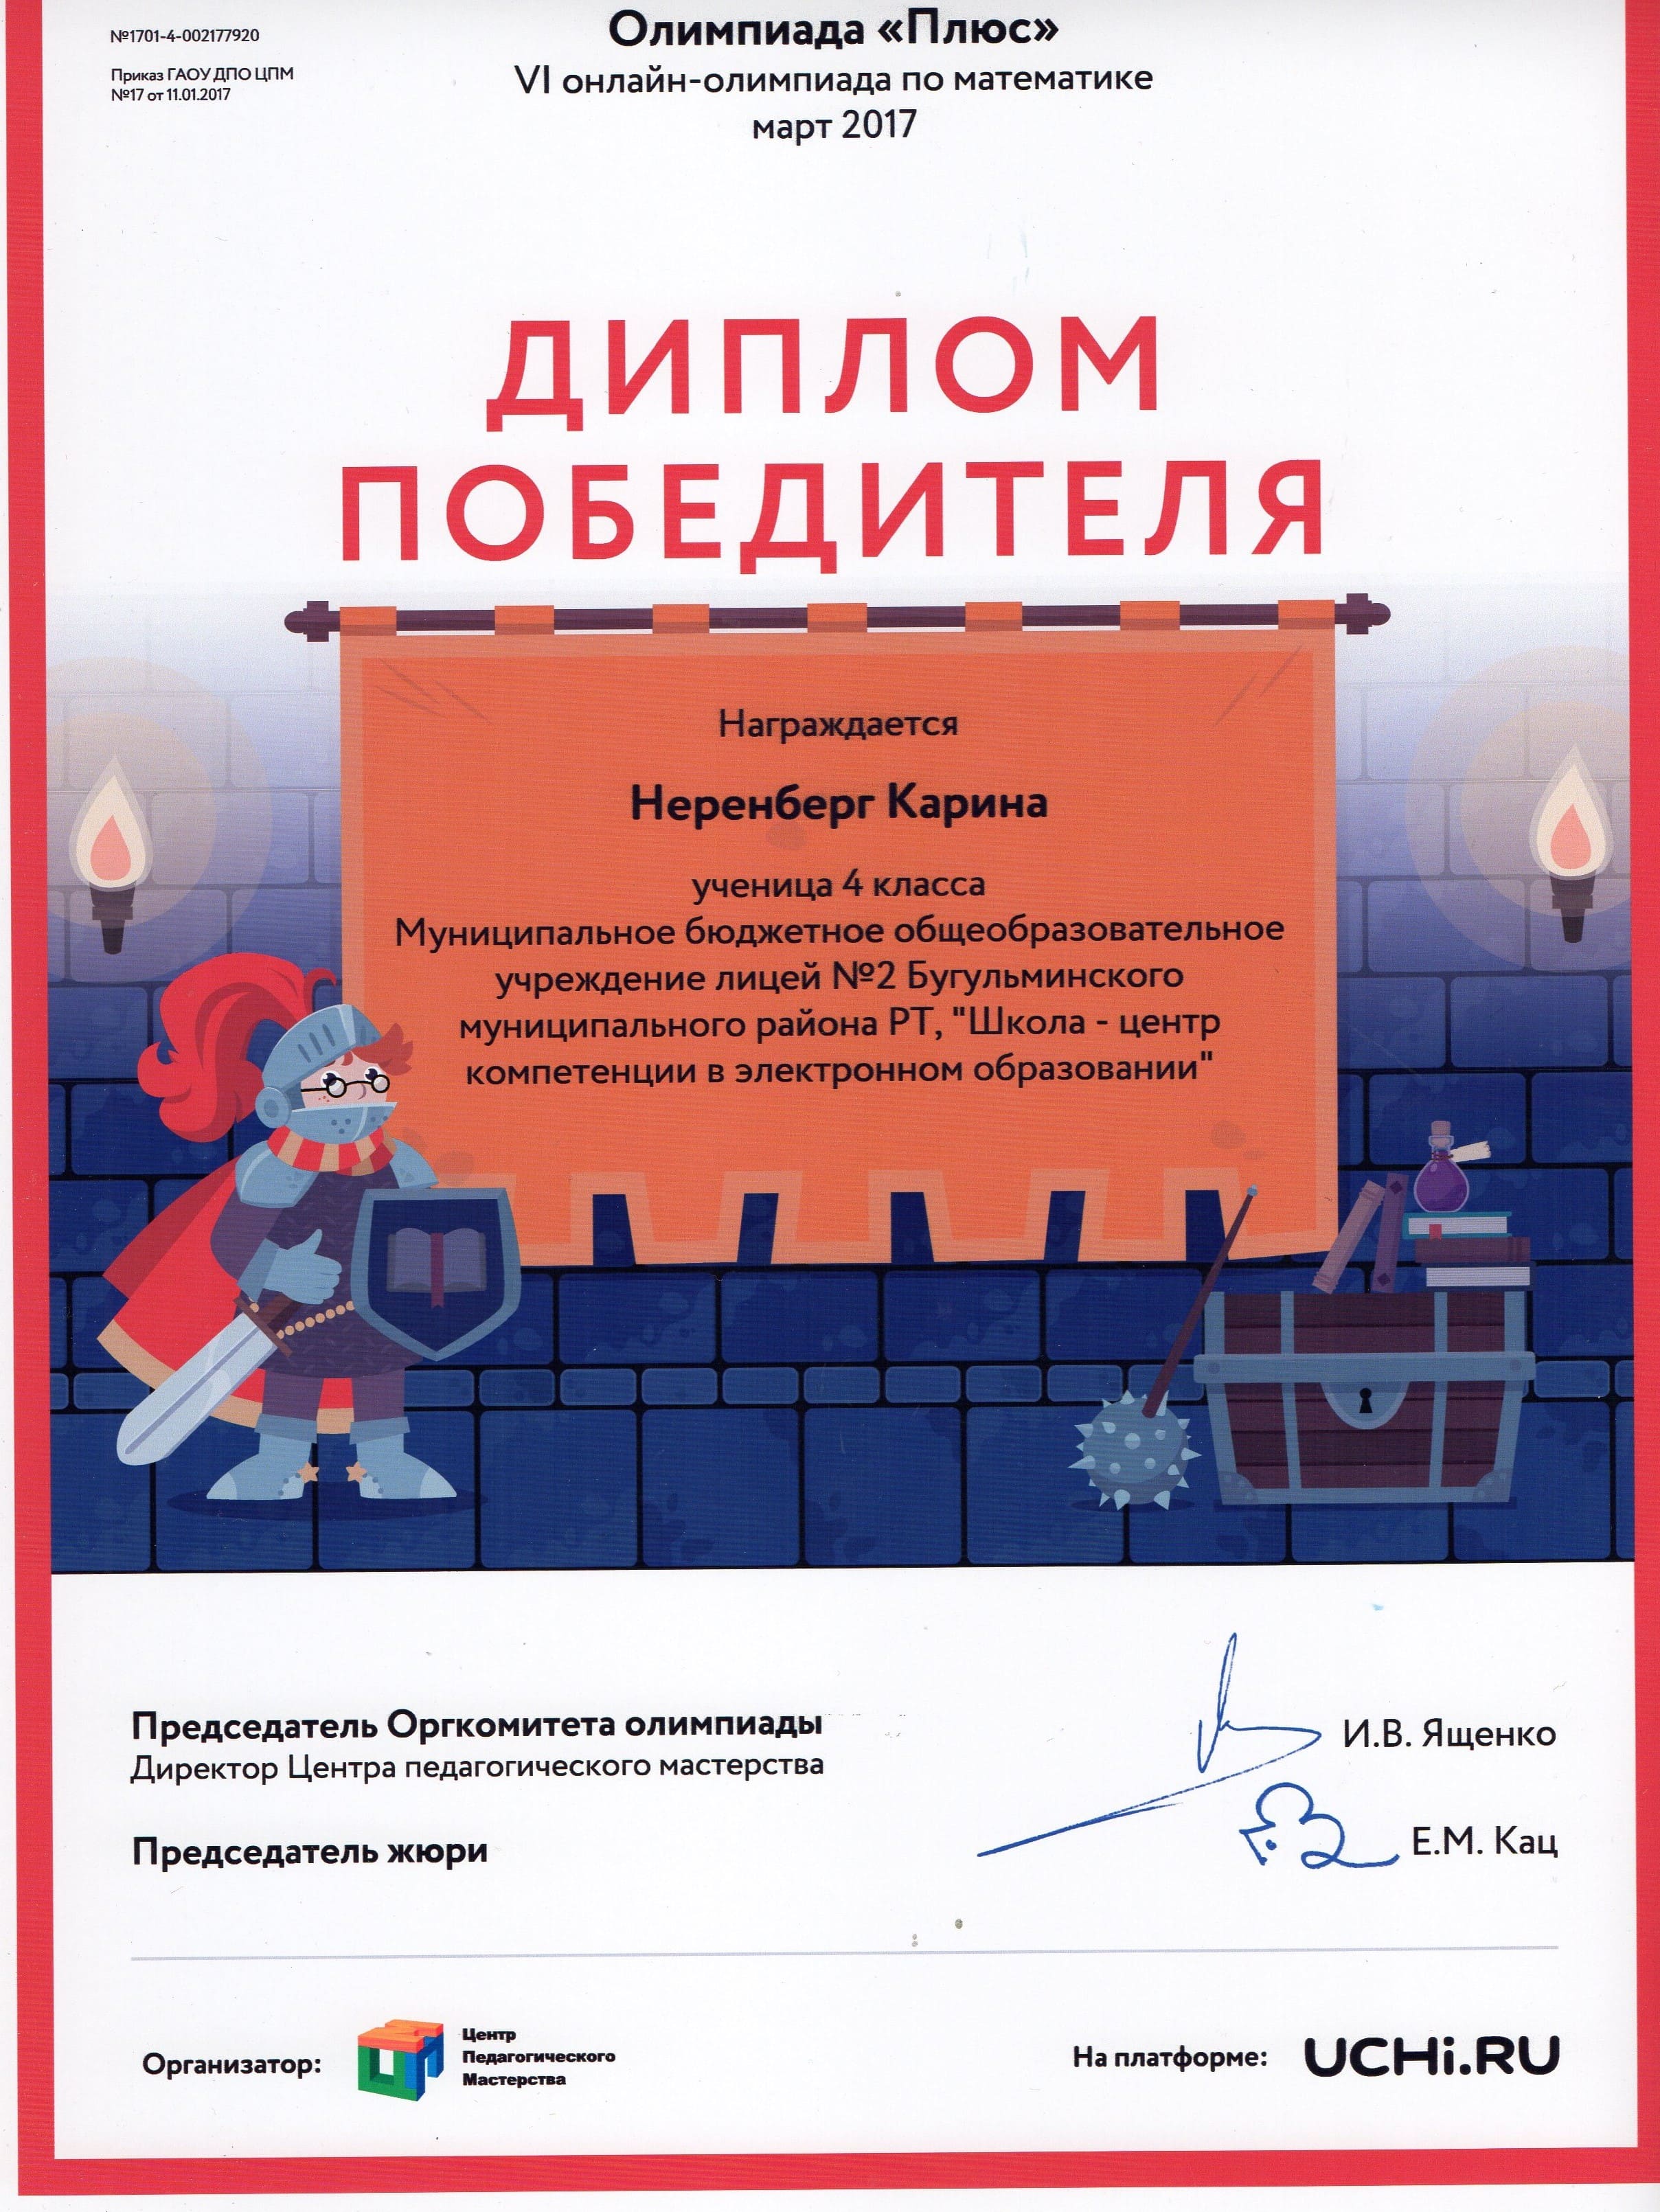 №1701-4-002177920
Приказ ГАОУ ДПО ЦПМ
№17 от 11.01.2017
Олимпиада «Плюс»
VI онлайн-олимпиада по математике
март 2017
ДИПЛОМ
ПОБЕДИТЕЛЯ
Награждается
Неренберг Карина
ученица 4 класса
Муниципальное бюджетное общеобразовательное
учреждение лицей №2 Бугульминского
муниципального района РТ, "Школа - центр
компетенции в электронном образовании"
Председатель Оргкомитета олимпиады
Директор Центра педагогического мастерства
И.В. Ященко
Председатель жюри
Е.М. Кац
Организатор:
Центр
Педагогического
Мастерства
На платформе:
UCHi.RU